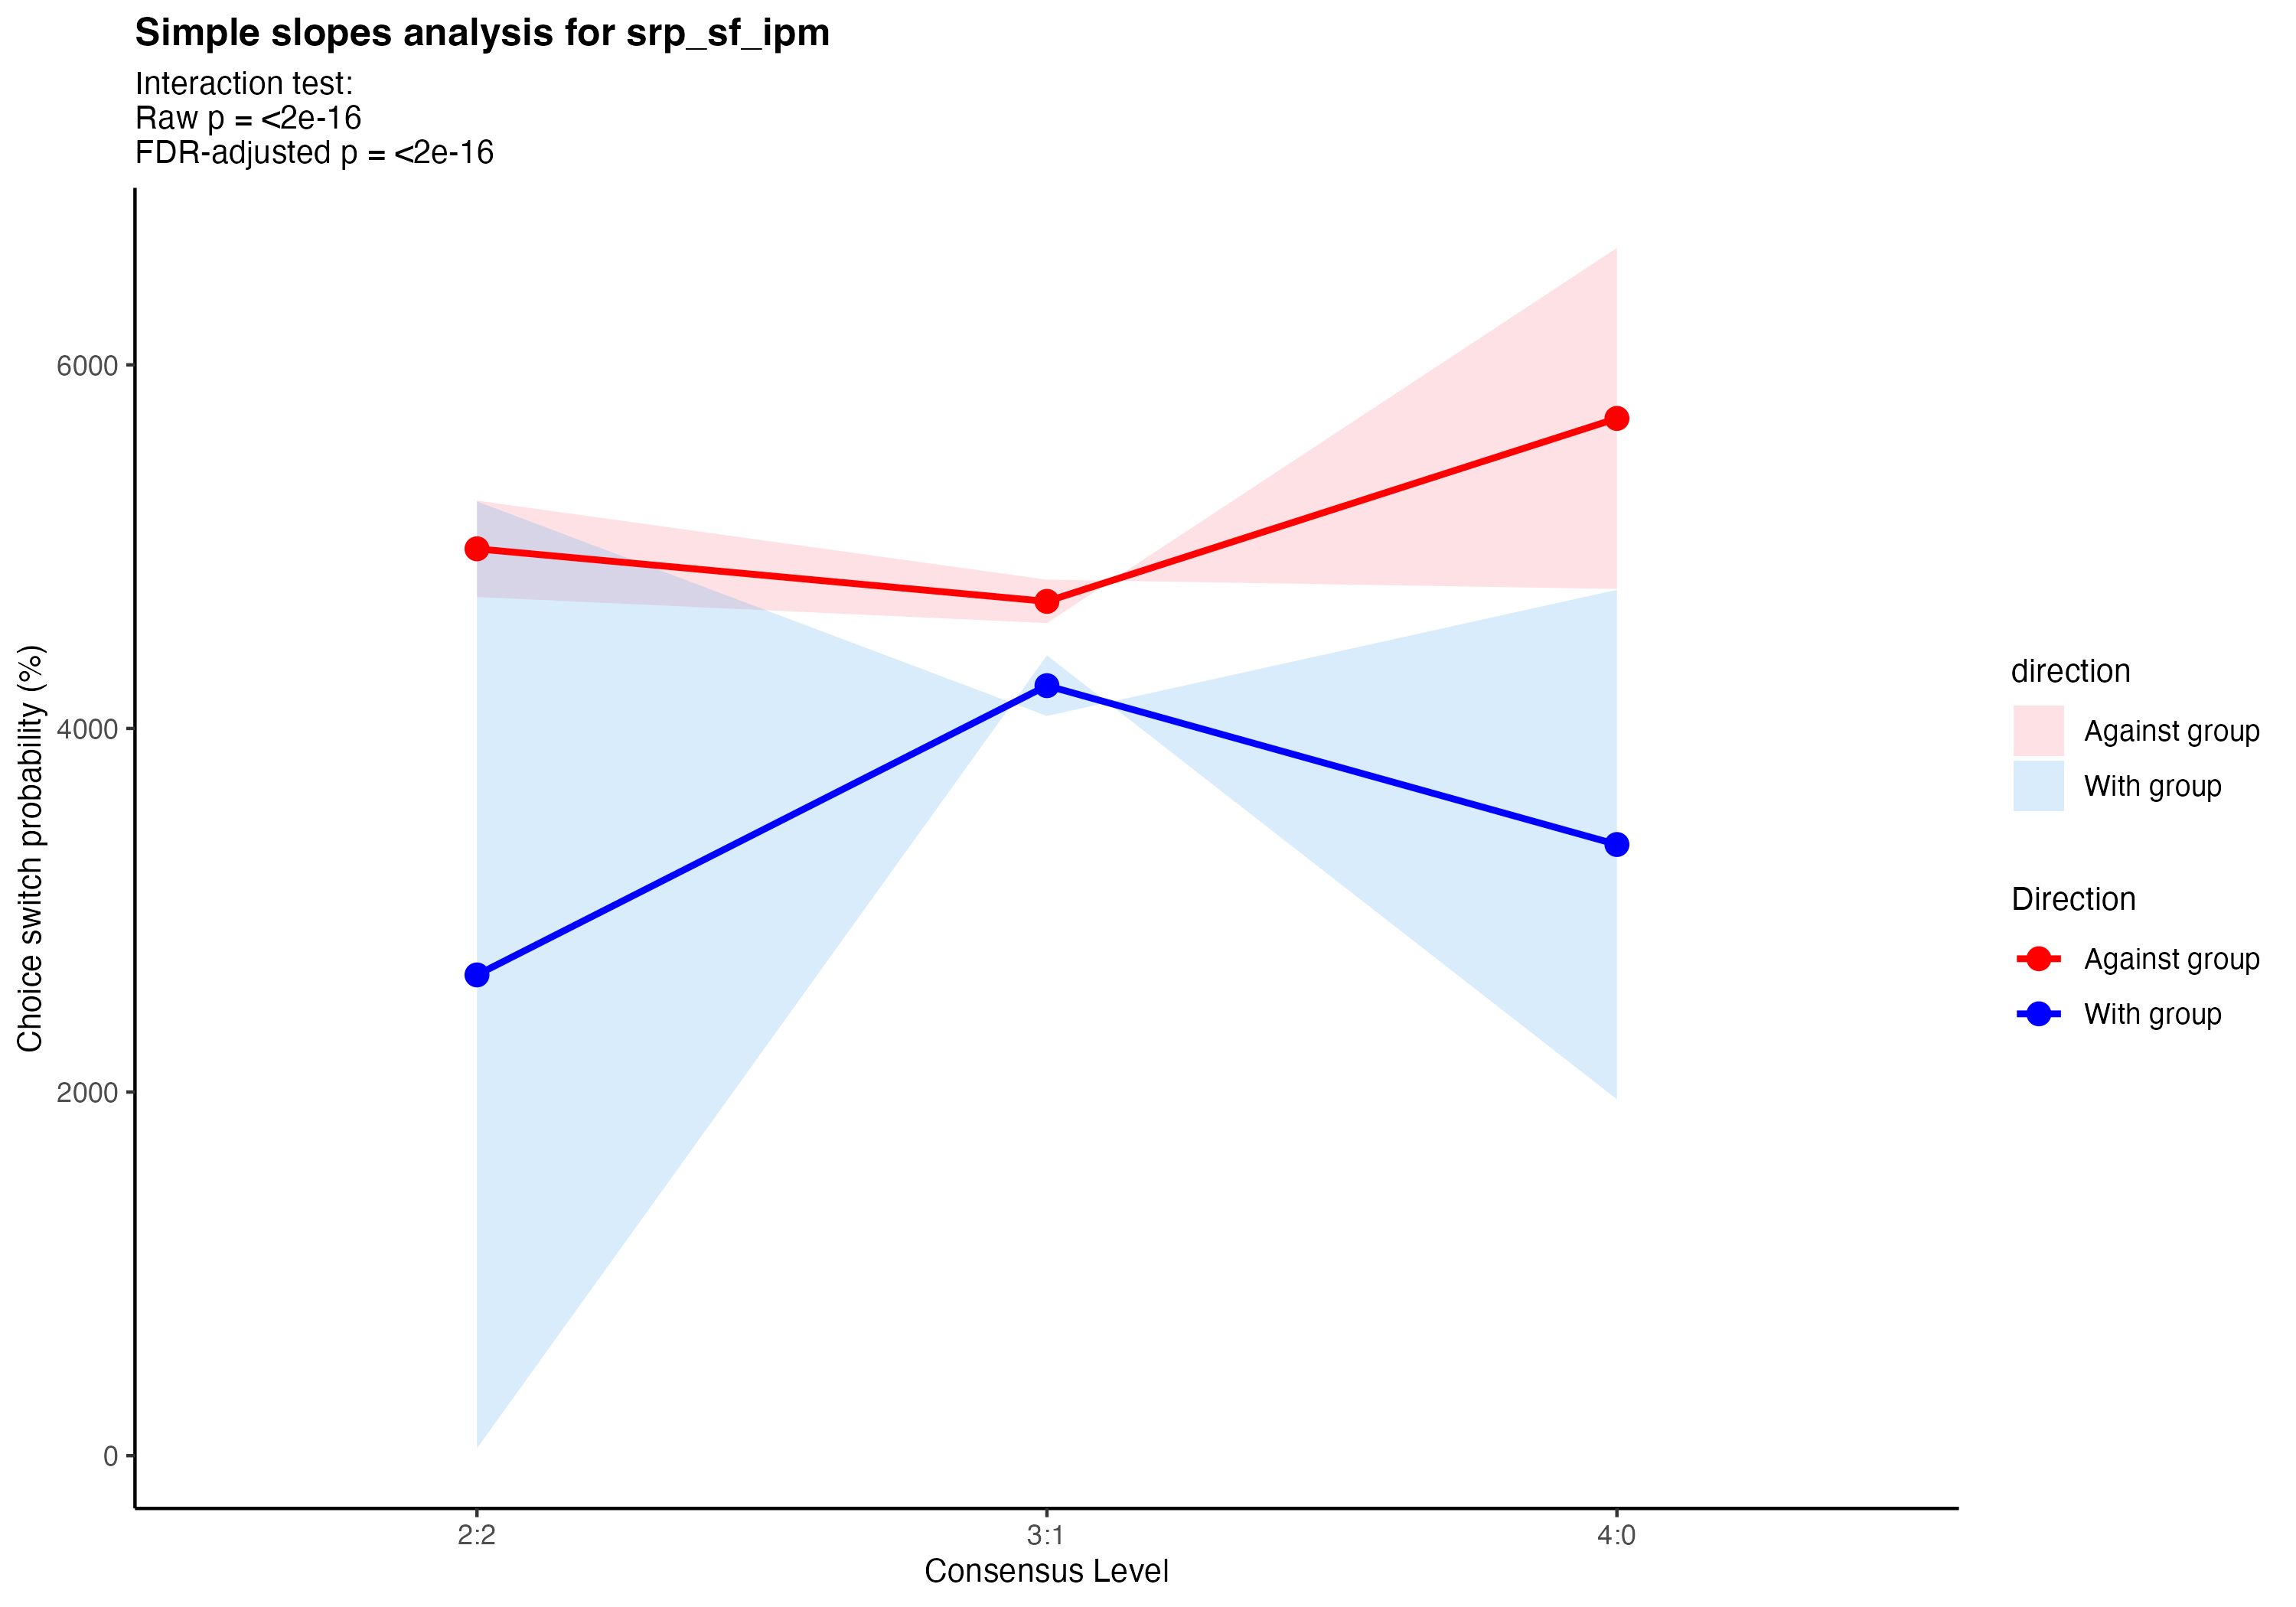 Simple slopes analysis for srp_sf_ipm
Interaction test:
Raw p = <2e-16
FDR-adjusted p = <2e-16
Choice switch probability (%)
6000
4000
2000
0
2:2
3:1
4:0
Consensus Level
direction
Against group
With group
Direction
Against group
With group